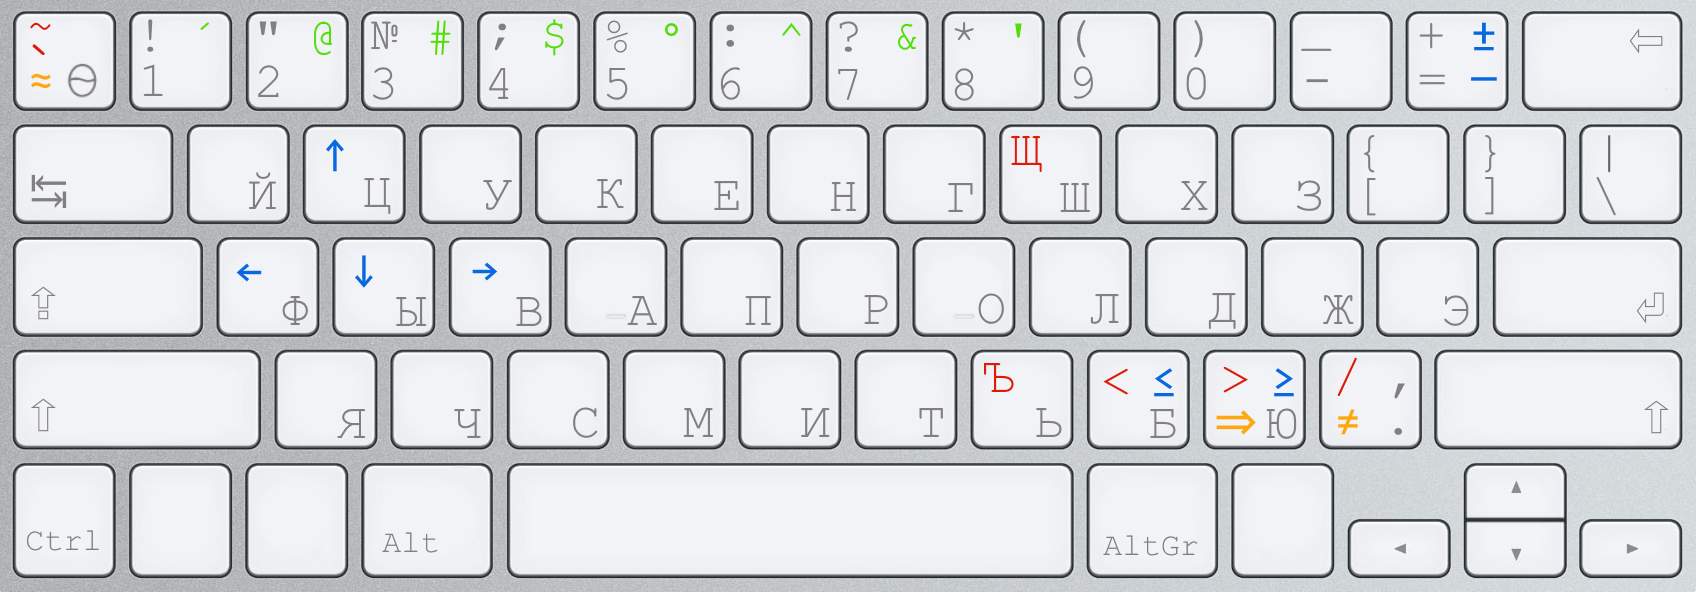 ~ ! ´ " @ № # ; $ % ° : ^ ? & * ' ( ) _ + ± ⇦
` ≈ Ѳ 1 2 3 4 5 6 7 8 9 0 - = −
↹ Й ↑ Ц У К Е Н Г Щ Ш Х З { [ } ] | \
⇪ ← Ф ↓ Ы → В А П Р О Л Д Ж Э ⏎
⇧ Я Ч С М И Т Ъ Ь < ≤ Б > ≥ ⇒ Ю / , ≠ . ⇧
Ctrl Alt AltGr ◄ ▲ ▼ ►